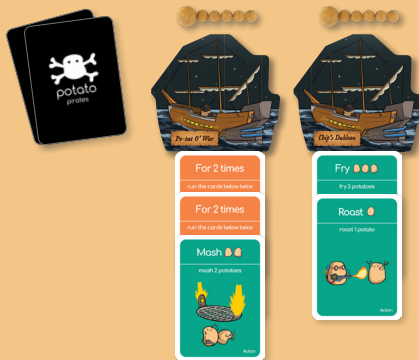 potato
pirates
Po-tat O' War
Chip's Dubloon
For 2 times
run the cards below twice
For 2 times
run the cards below twice
Mash
mash 2 potatoes
Action
Fry
fry 3 potatoes
Roast
roast 1 potato
Action